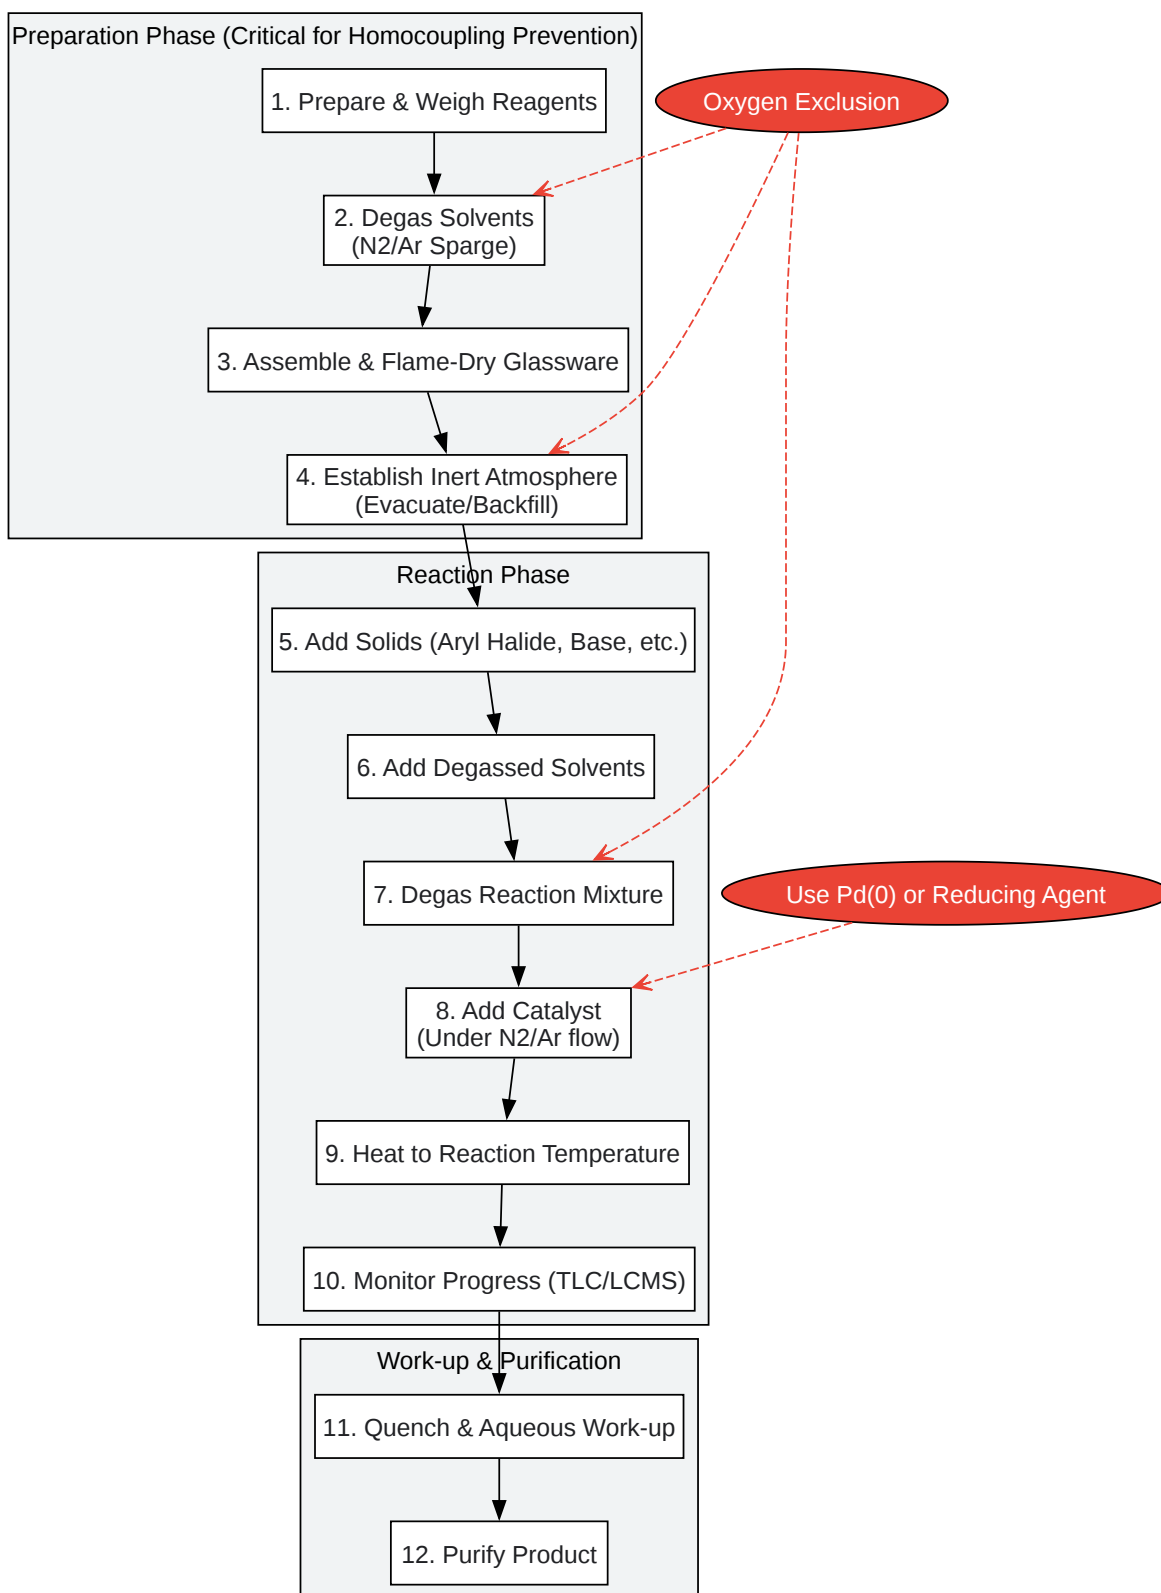 Preparation Phase (Critical for Homocoupling Prevention)
1. Prepare & Weigh Reagents
Oxygen Exclusion
2. Degas Solvents
(N2/Ar Sparge)
3. Assemble & Flame-Dry Glassware
4. Establish Inert Atmosphere
(Evacuate/Backfill)
Reaction Phase
5. Add Solids (Aryl Halide, Base, etc.)
6. Add Degassed Solvents
7. Degas Reaction Mixture
Use Pd(0) or Reducing Agent
8. Add Catalyst
(Under N2/Ar flow)
9. Heat to Reaction Temperature
10. Monitor Progress (TLC/LCMS)
Work-up & Purification
11. Quench & Aqueous Work-up
12. Purify Product